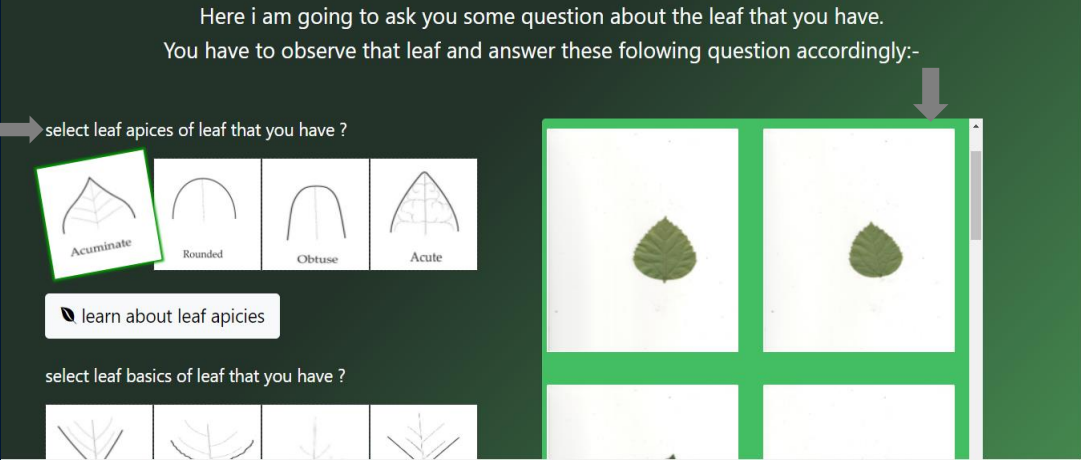 Here i am going to ask you some question about the leaf that you have.
You have to observe that leaf and answer these folowing question accordingly:-
select leaf apices of leaf that you have ?
Acuminate
Rounded
Obtuse
Acute
learn about leaf apicies
select leaf basics of leaf that you have ?